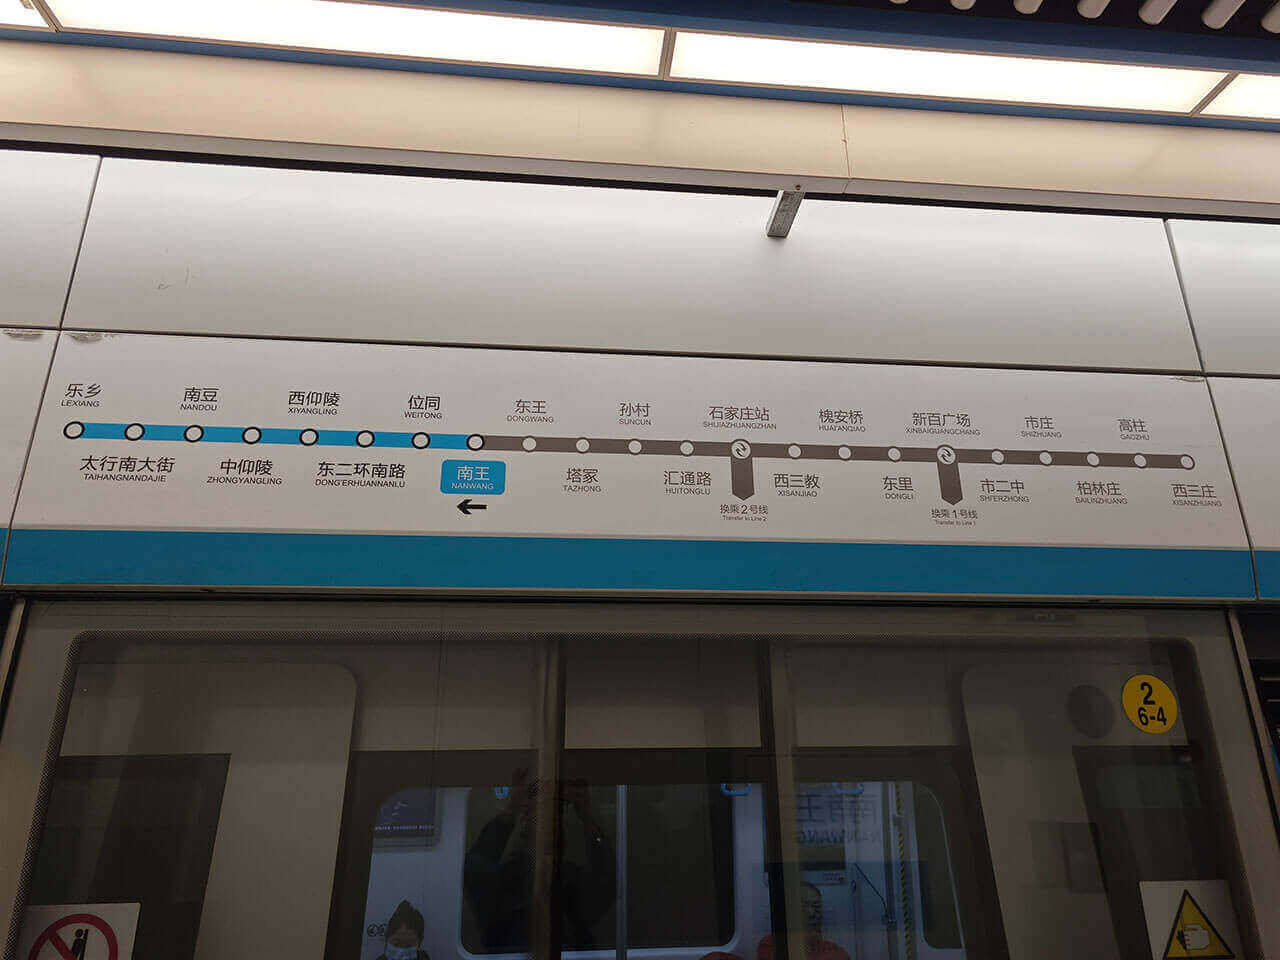 乐乡
LEXIANG
南豆
NANDOU
西仰陵
XIYANGLING
位同
WEITONG
东王
DONGWANG
孙村
SUNCUN
石家庄站
SHIJIAZHUANGZHAN
槐安桥
HUAI'ANQIAO
新百广场
XINBAIGUANGCHANG
市庄
SHIZHUANG
高柱
GAOZHU
太行南大街
TAIHANGNANDAJIE
中仰陵
ZHONGYANGLING
东二环南路
DONG'ERHUANNANLU
南王
NANWANG
塔冢
TAZHONG
汇通路
HUITONGLU
换乘2号线
Transfer to Line 2
西三教
XISANJIAO
东里
DONGLI
换乘1号线
Transfer to Line 1
市二中
SHI'ERZHONG
柏林庄
BAILINZHUANG
西三庄
XISANZHUANG
2
6-4
南王
NANWANG